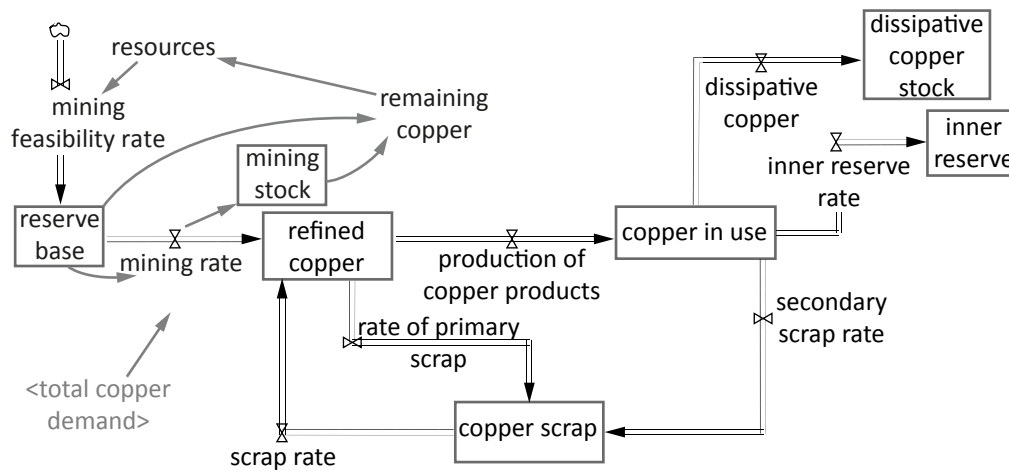 resources
mining
feasibility rate
remaining
copper
mining
stock
reserve
base
mining rate
refined
copper
production of
copper products
copper in use
dissipative
copper
dissipative
copper
stock
inner reserve
rate
inner
reserve
secondary
scrap rate
rate of primary
scrap
<total copper
demand>
copper scrap
scrap rate